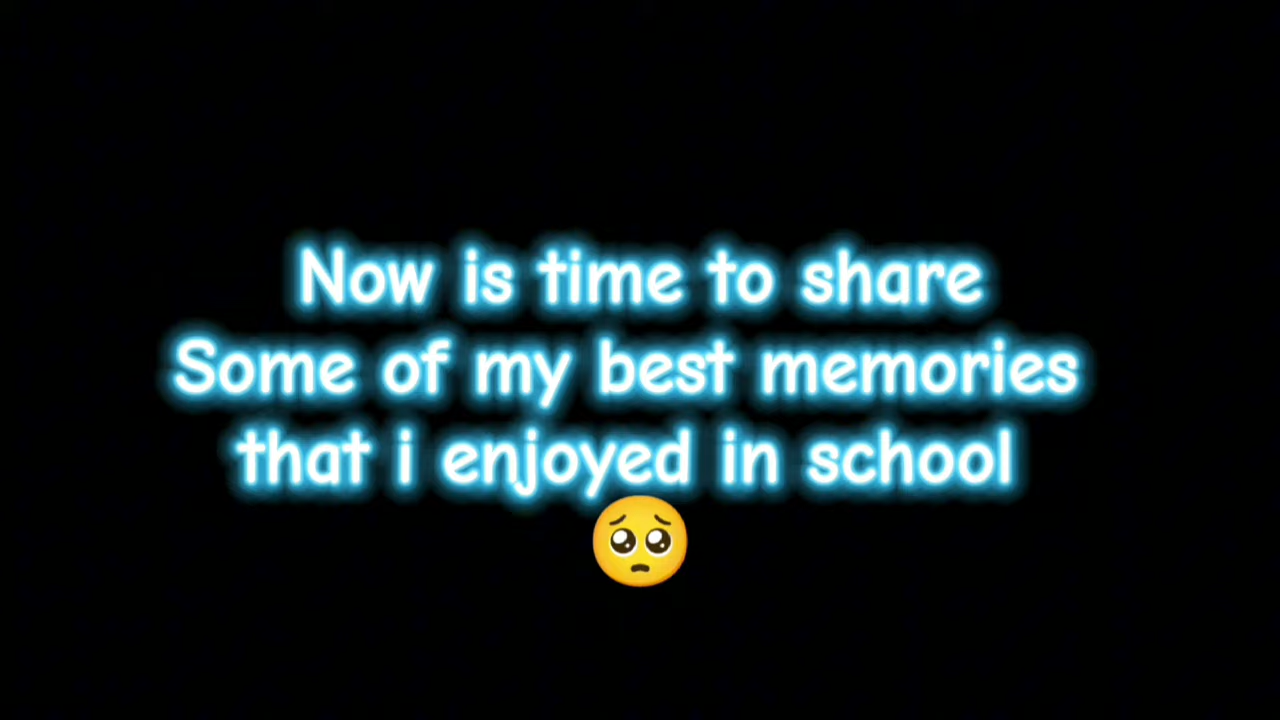 Now is time to share
Some of my best memories
that i enjoyed in school
🥺